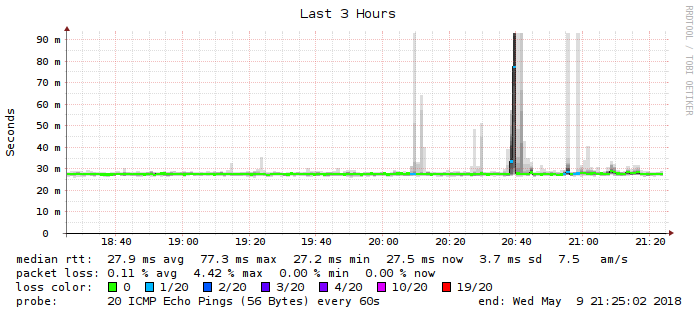 Last 3 Hours
RRDTOOL / TOBI OETIKER
Seconds
90 m
80 m
70 m
60 m
50 m
40 m
30 m
20 m
10 m
0
18:40 19:00 19:20 19:40 20:00 20:20 20:40 21:00 21:20
median rtt: 27.9 ms avg 77.3 ms max 27.2 ms min 27.5 ms now 3.7 ms sd 7.5 am/s
packet loss: 0.11 % avg 4.42 % max 0.00 % min 0.00 % now
loss color: 0 1/20 2/20 3/20 4/20 10/20 19/20
probe: 20 ICMP Echo Pings (56 Bytes) every 60s end: Wed May 9 21:25:02 2018